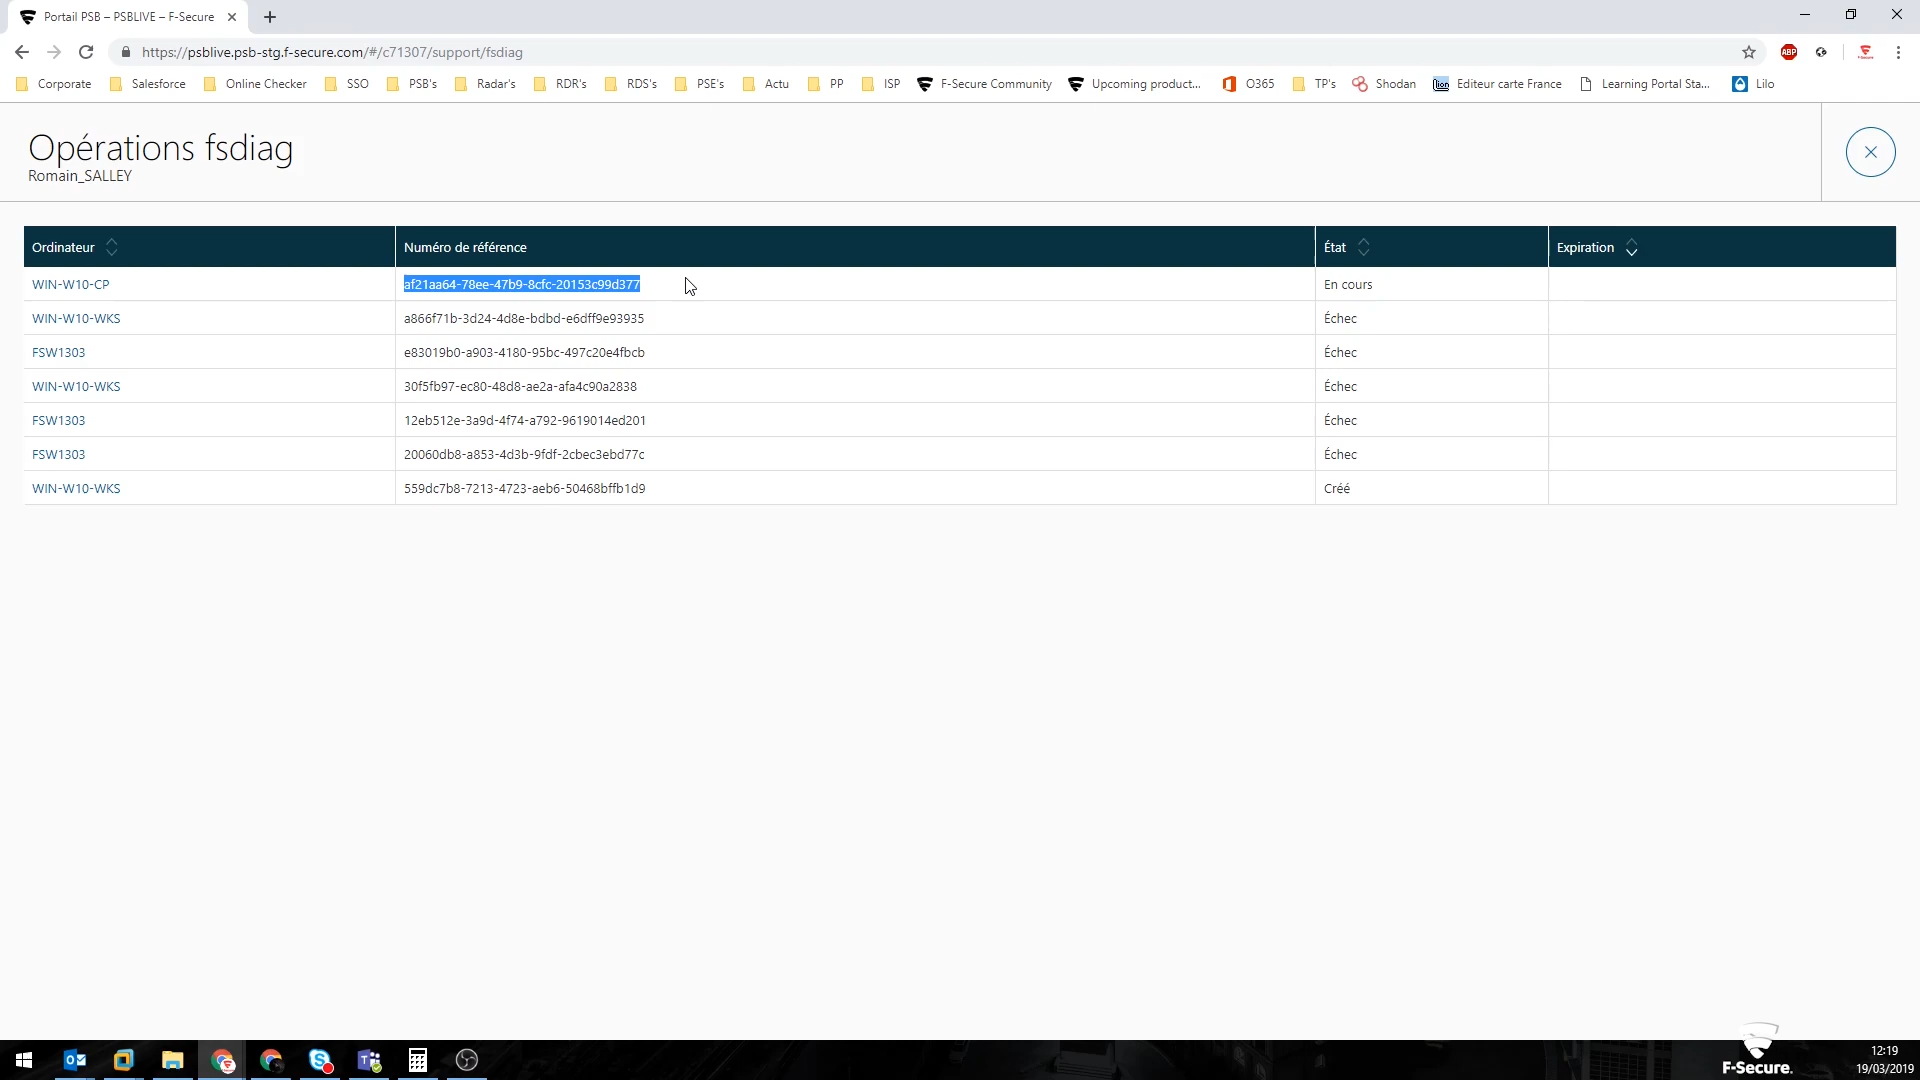 Portail PSB – PSBLIVE – F-Secure
https://psblive.psb-stg.f-secure.com/#/c71307/support/fsdiag
ABP
Corporate Salesforce Online Checker SSO PSB's Radar's RDR's RDS's PSE's Actu PP ISP F-Secure Community Upcoming product... O365 TP's Shodan Editeur carte France Learning Portal Sta... Lilo
Opérations fsdiag
Romain_SALLEY
Ordinateur Numéro de référence État Expiration
WIN-W10-CP af21aa64-78ee-47b9-8cfc-20153c99d377 En cours
WIN-W10-WKS a866f71b-3d24-4d8e-bdbd-e6dff9e93935 Échec
FSW1303 e83019b0-a903-4180-95bc-497c20e4fbcb Échec
WIN-W10-WKS 30f5fb97-ec80-48d8-ae2a-afa4c90a2838 Échec
FSW1303 12eb512e-3a9d-4f74-a792-9619014ed201 Échec
FSW1303 20060db8-a853-4d3b-9fdf-2cbec3ebd77c Échec
WIN-W10-WKS 559dc7b8-7213-4723-aeb6-50468bffb1d9 Créé
F-Secure.
12:19
19/03/2019